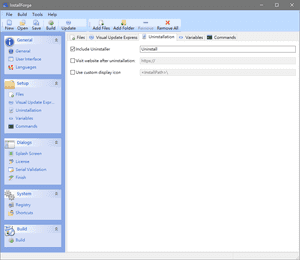 InstallForge
File Build Tools Help
New Open Save Build Update Add Files Add Folder Remove Remove All
Files Visual Update Express Uninstallation Variables Commands
General
General
User Interface
Languages
Setup
Files
Visual Update Expr...
Uninstallation
Variables
Commands
Dialogs
Splash Screen
License
Serial Validation
Finish
System
Registry
Shortcuts
Build
Build
Include Uninstaller Uninstall
Visit website after uninstallation https://
Use custom display icon <InstallPath>\